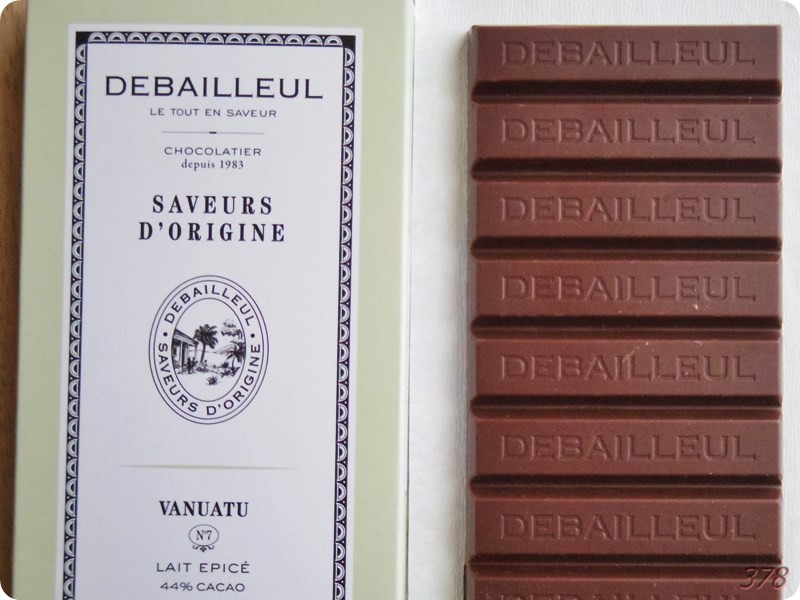 DEBAILLEUL
LE TOUT EN SAVEUR
CHOCOLATIER
depuis 1983
SAVEURS
D'ORIGINE
DEBAILLEUL
• SAVEURS D'ORIGINE •
VANUATU
N°7
LAIT EPICÉ
44% CACAO
DEBAILLEUL
DEBAILLEUL
DEBAILLEUL
DEBAILLEUL
DEBAILLEUL
DEBAILLEUL
DEBAILLEUL
DEBAILLEUL
378